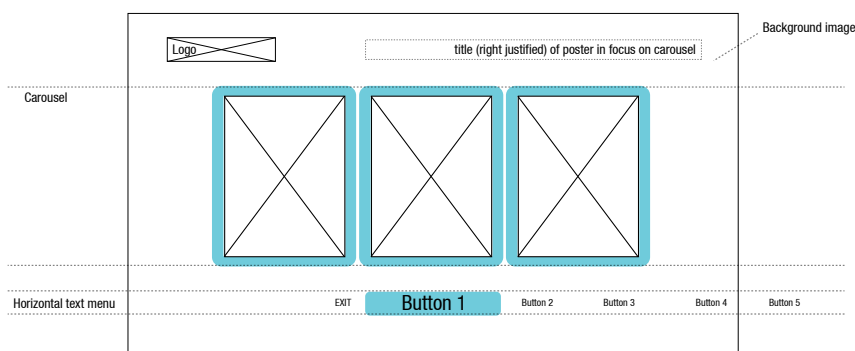 Background image
Logo
title (right justified) of poster in focus on carousel
Carousel
Horizontal text menu
EXIT
Button 1
Button 2
Button 3
Button 4
Button 5